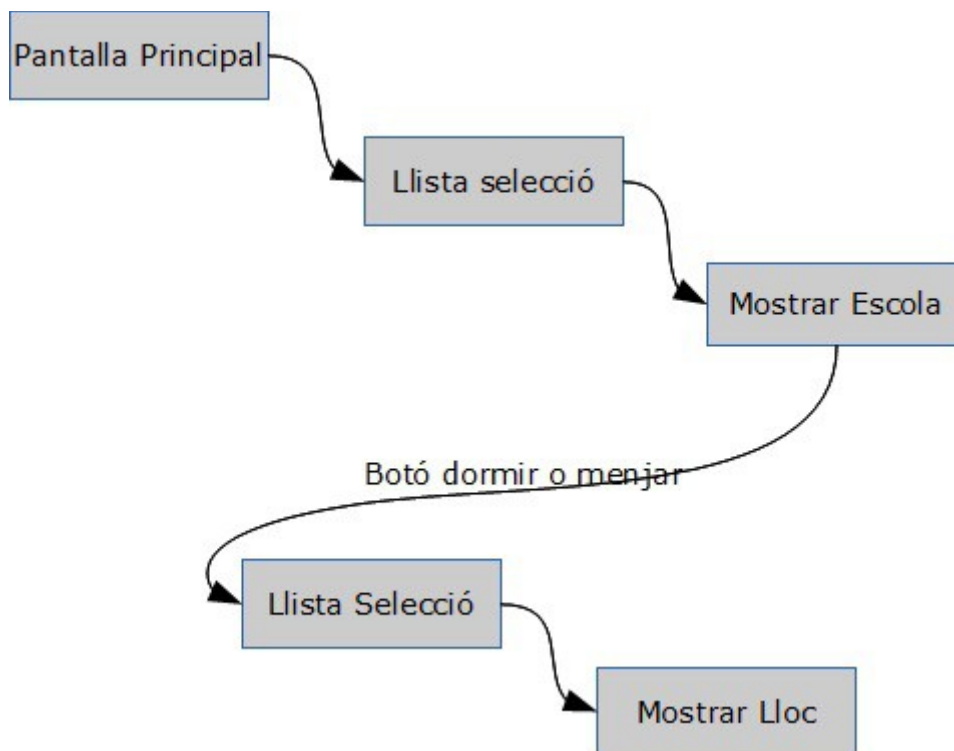 Pantalla Principal
Llista selecció
Mostrar Escola
Botó dormir o menjar
Llista Selecció
Mostrar Lloc